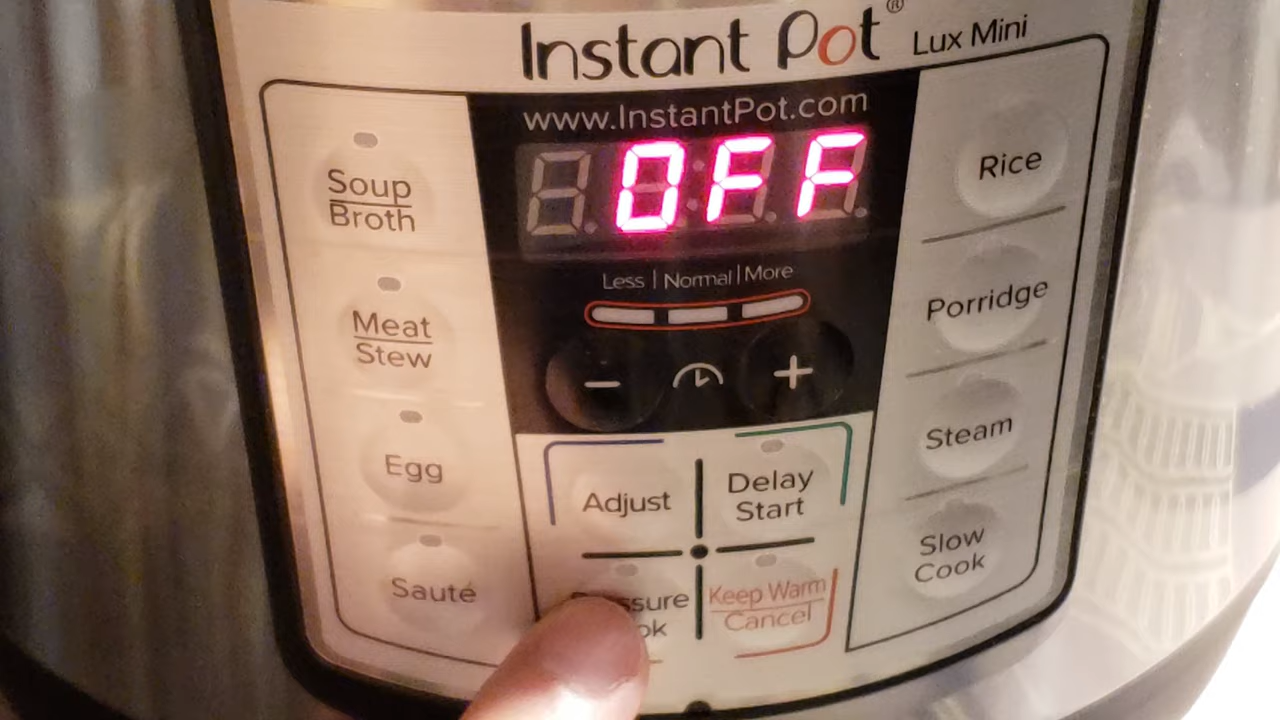 Instant Pot® Lux Mini
www.InstantPot.com
OFF
Less | Normal | More
Soup
Broth
Meat
Stew
Egg
Sauté
- +
Adjust
Delay
Start
Keep Warm
Cancel
Rice
Porridge
Steam
Slow
Cook